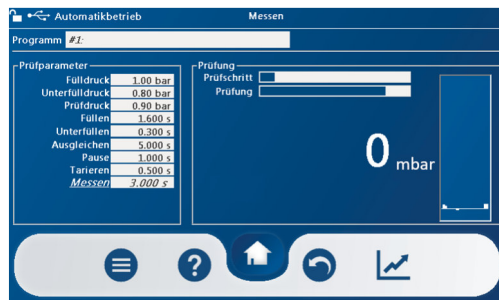 Automatikbetrieb Messen
Programm #1:
Prüfparameter
Fülldruck 1.00 bar
Unterfülldruck 0.80 bar
Prüfdruck 0.90 bar
Füllen 1.600 s
Unterfüllen 0.300 s
Ausgleichen 5.000 s
Pause 1.000 s
Tarieren 0.500 s
Messen 3.000 s
Prüfung
Prüfschritt
Prüfung
0 mbar
?